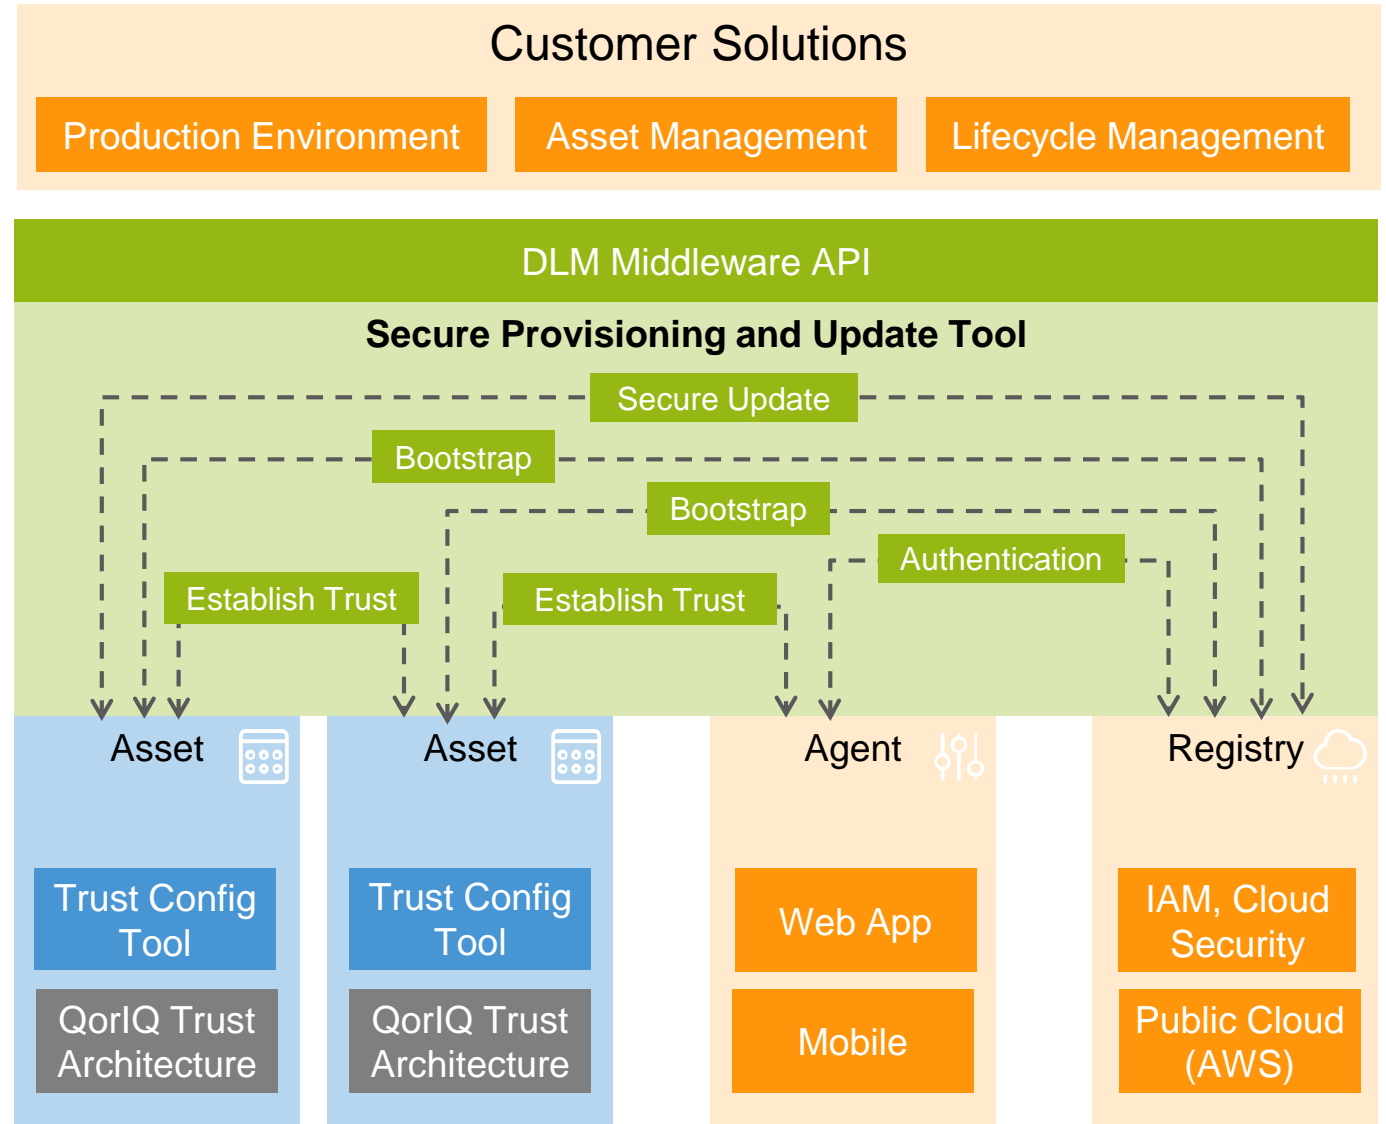 Customer Solutions
Production Environment
Asset Management
Lifecycle Management
DLM Middleware API
Secure Provisioning and Update Tool
Secure Update
Bootstrap
Bootstrap
Authentication
Establish Trust
Establish Trust
Asset
Asset
Agent
Registry
Trust Config
Tool
Trust Config
Tool
Web App
IAM, Cloud
Security
QorIQ Trust
Architecture
QorIQ Trust
Architecture
Mobile
Public Cloud
(AWS)